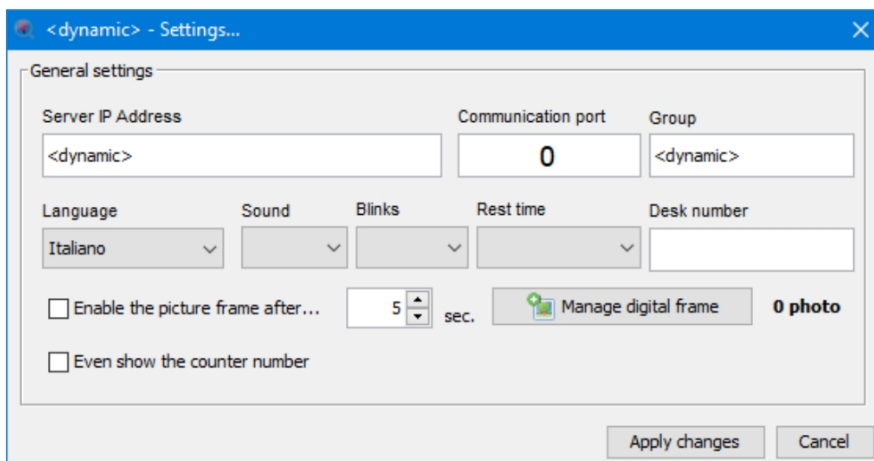 <dynamic> - Settings...
General settings
Server IP Address Communication port Group
<dynamic> 0 <dynamic>
Language Sound Blinks Rest time Desk number
Italiano
Enable the picture frame after... 5 sec. Manage digital frame 0 photo
Even show the counter number
Apply changes Cancel